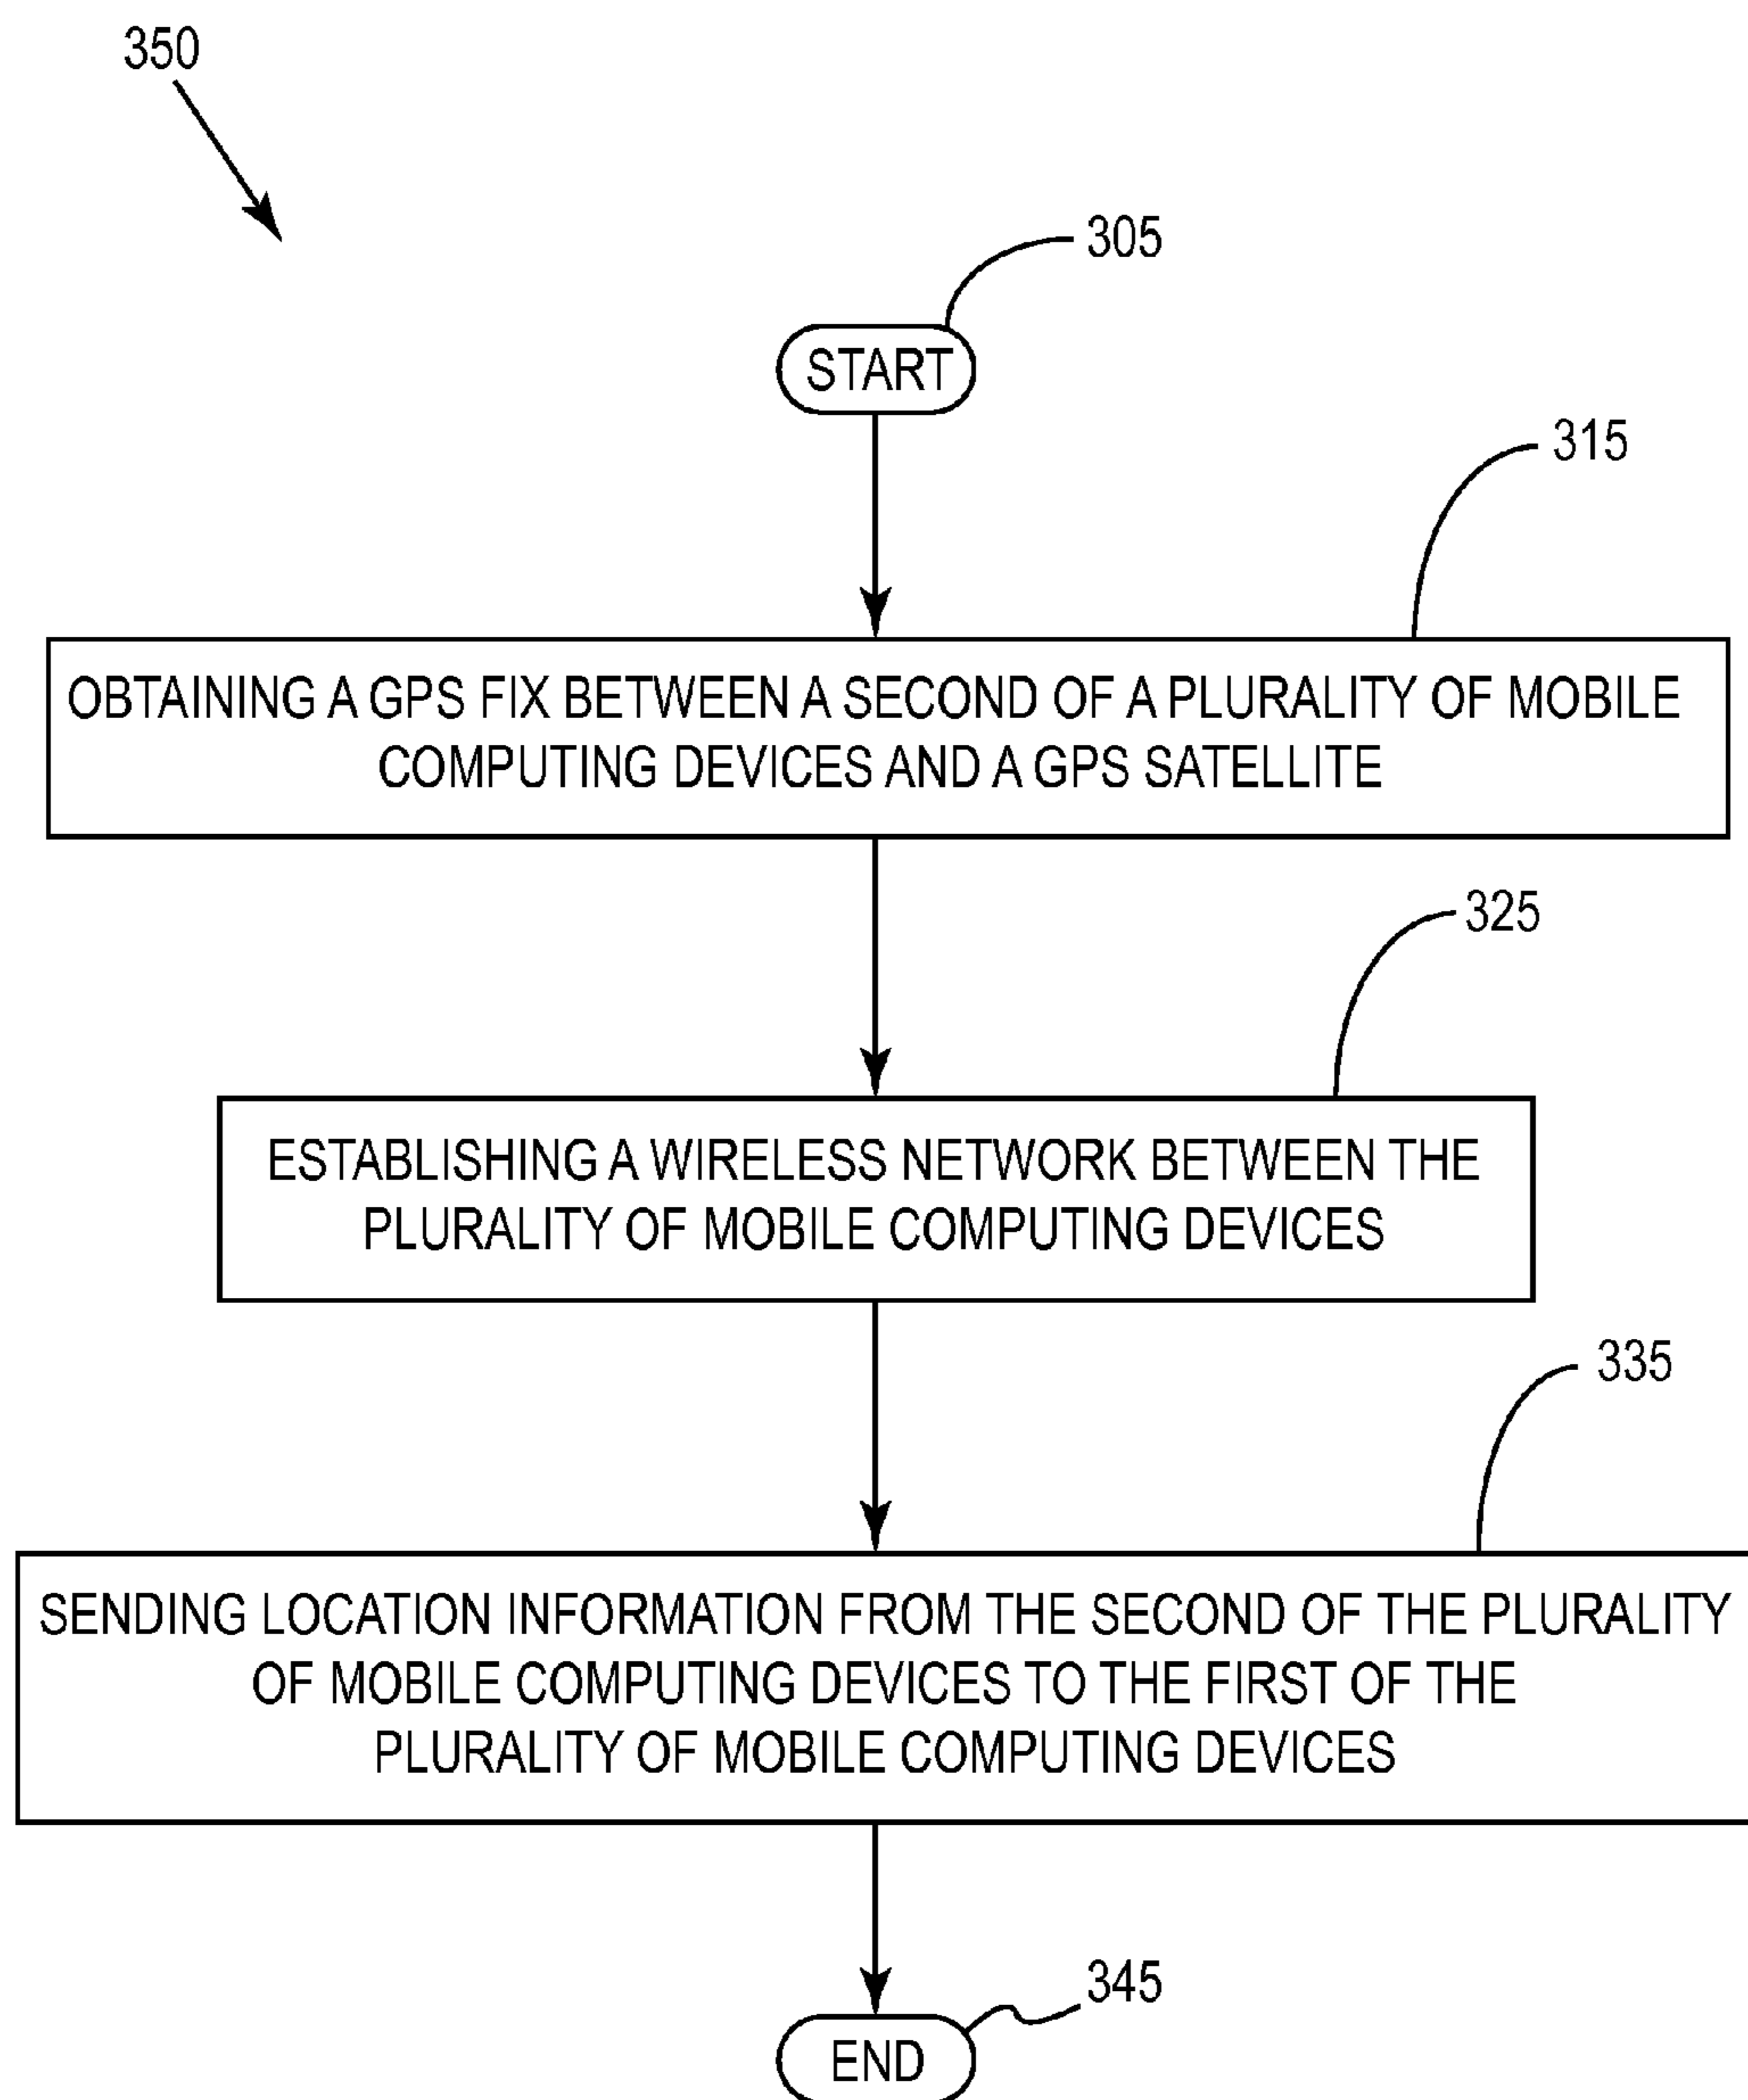 350
305
START
315
OBTAINING A GPS FIX BETWEEN A SECOND OF A PLURALITY OF MOBILE
COMPUTING DEVICES AND A GPS SATELLITE
325
ESTABLISHING A WIRELESS NETWORK BETWEEN THE
PLURALITY OF MOBILE COMPUTING DEVICES
335
SENDING LOCATION INFORMATION FROM THE SECOND OF THE PLURALITY
OF MOBILE COMPUTING DEVICES TO THE FIRST OF THE
PLURALITY OF MOBILE COMPUTING DEVICES
345
END